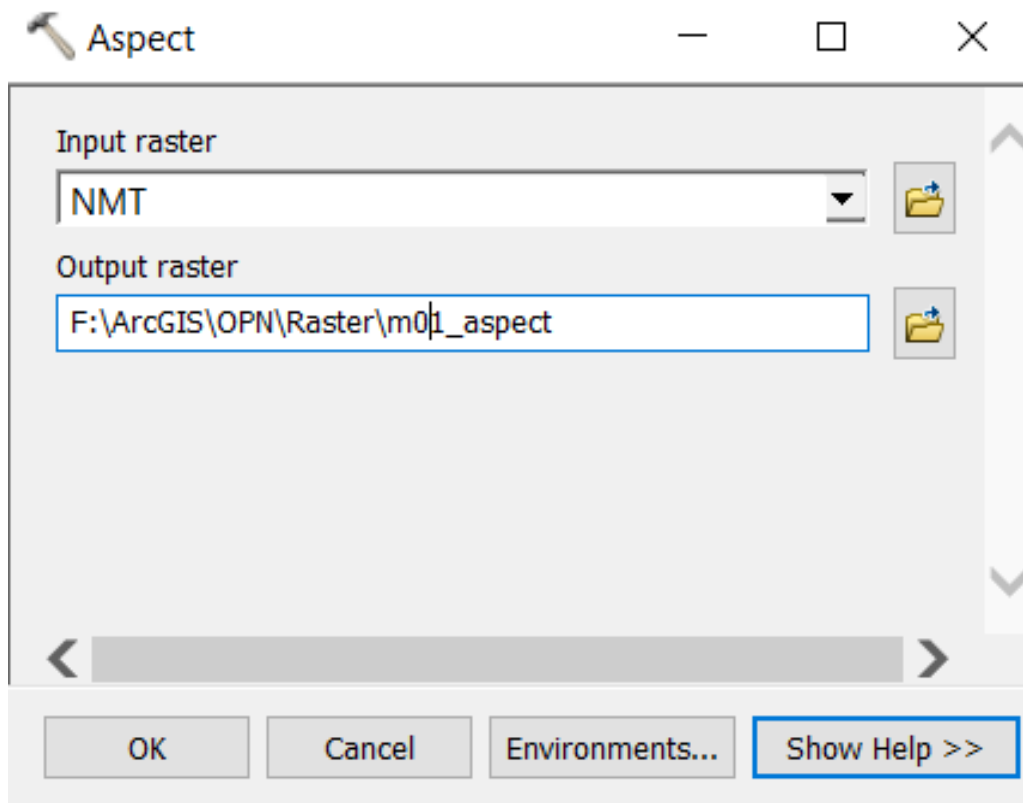 Aspect
Input raster
NMT
Output raster
F:\ArcGIS\OPN\Raster\m01_aspect
OK Cancel Environments... Show Help >>